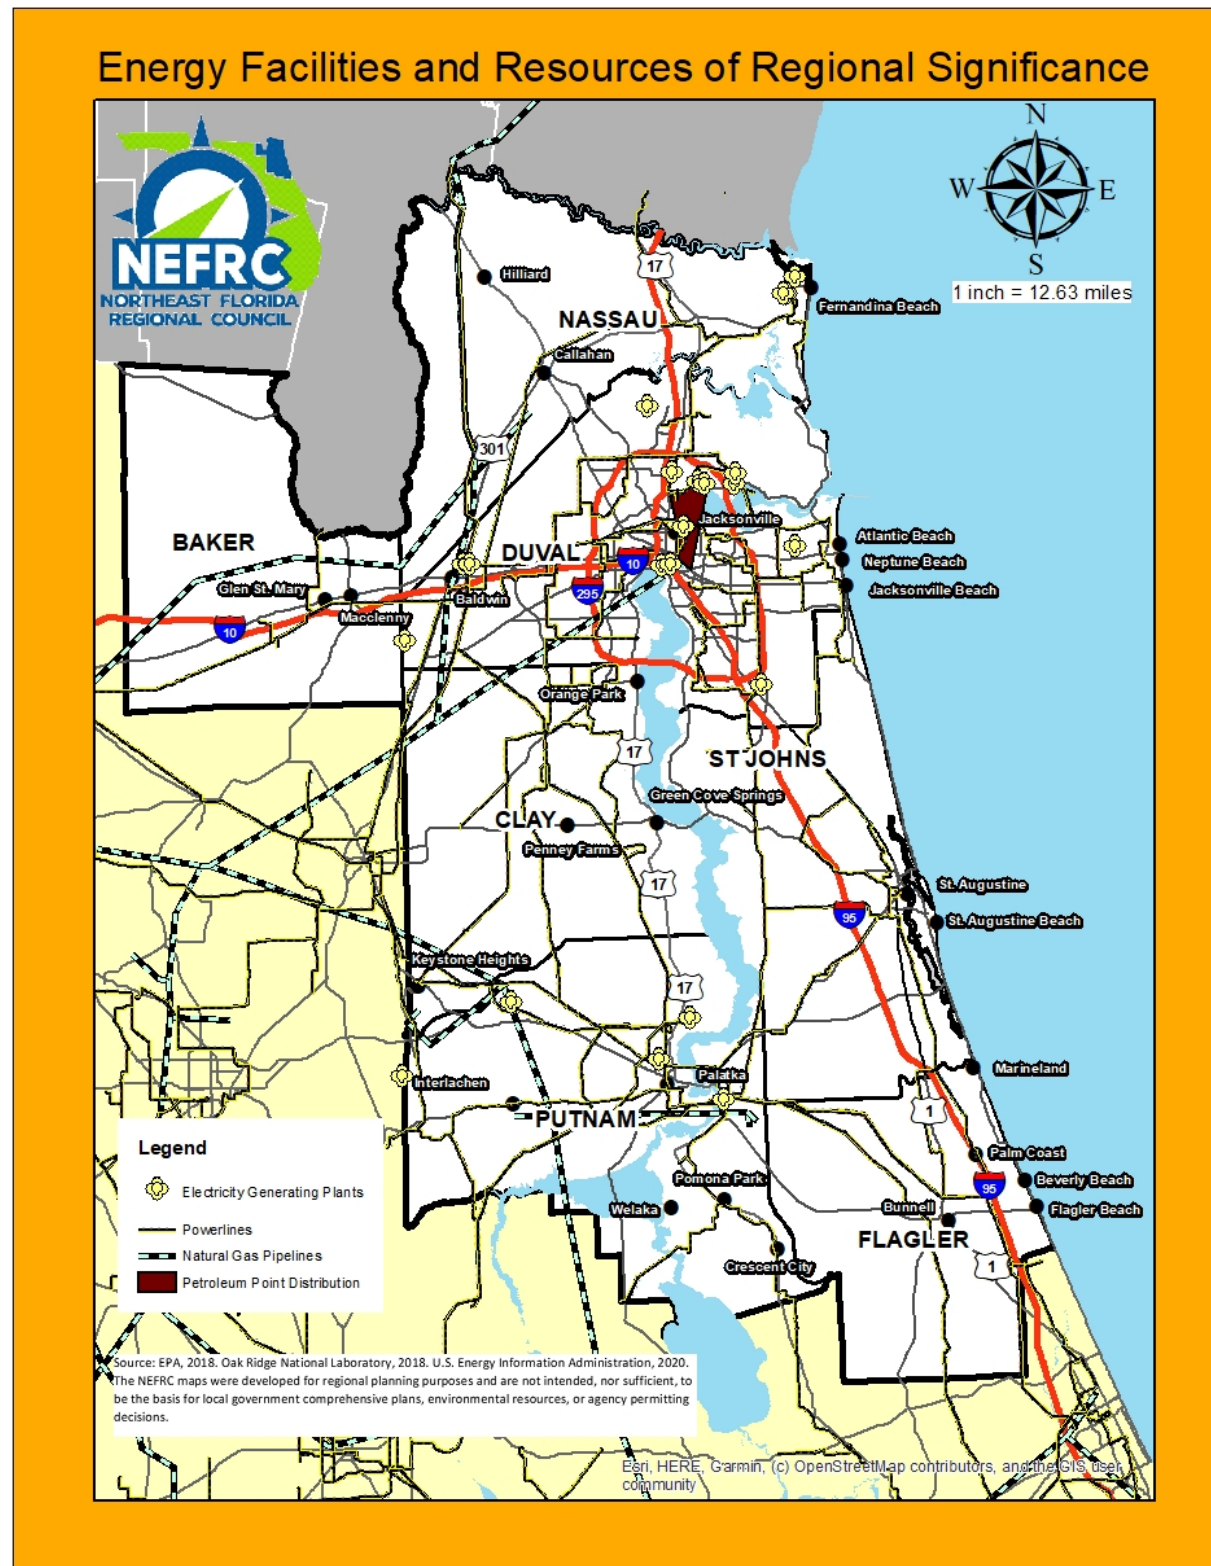 Energy Facilities and Resources of Regional Significance
NEFRC
NORTHEAST FLORIDA
REGIONAL COUNCIL
N
W
E
S
1 inch = 12.63 miles
17
Hilliard
Fernandina Beach
NASSAU
Callahan
301
Jacksonville
BAKER
DUVAL
Atlantic Beach
10
Neptune Beach
Glen St. Mary
295
Jacksonville Beach
Baldwin
Macclenny
10
Orange Park
17
ST JOHNS
Green Cove Springs
CLAY
Penney Farms
17
St. Augustine
95
St. Augustine Beach
Keystone Heights
17
Marineland
Palatka
Interlachen
1
PUTNAM
Palm Coast
Pomona Park
Beverly Beach
95
Welaka
Bunnell
Flagler Beach
FLAGLER
Crescent City
1
Legend
Electricity Generating Plants
Powerlines
Natural Gas Pipelines
Petroleum Point Distribution
Source: EPA, 2018. Oak Ridge National Laboratory, 2018. U.S. Energy Information Administration, 2020.
The NEFRC maps were developed for regional planning purposes and are not intended, nor sufficient, to
be the basis for local government comprehensive plans, environmental resources, or agency permitting
decisions.
Esri, HERE, Garmin, (c) OpenStreetMap contributors, and the GIS user
community